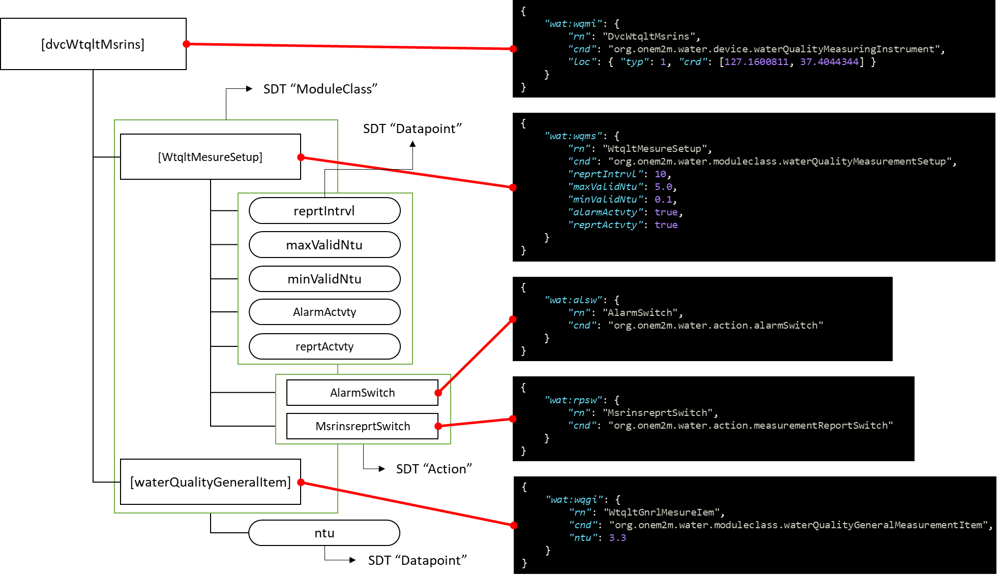 [dvcWtqltMsrins]
SDT “ModuleClass”
SDT “Datapoint”
[WtqltMesureSetup]
reprtIntrvl
maxValidNtu
minValidNtu
AlarmActvty
reprtActvty
AlarmSwitch
MsrinsreprtSwitch
SDT “Action”
[waterQualityGeneralItem]
ntu
SDT “Datapoint”
{
"wat:wqmi": {
"rn": "DvcWtqltMsrins",
"cnd": "org.onem2m.water.device.waterQualityMeasuringInstrument",
"loc": { "typ": 1, "crd": [127.1600811, 37.4044344] }
}
}
{
"wat:wqms": {
"rn": "WtqltMesureSetup",
"cnd": "org.onem2m.water.moduleclass.waterQualityMeasurementSetup",
"reprtIntrvl": 10,
"maxValidNtu": 5.0,
"minValidNtu": 0.1,
"alarmActvty": true,
"reprtActvty": true
}
}
{
"wat:alsw": {
"rn": "AlarmSwitch",
"cnd": "org.onem2m.water.action.alarmSwitch"
}
}
{
"wat:rpsw": {
"rn": "MsrinsreprtSwitch",
"cnd": "org.onem2m.water.action.measurementReportSwitch"
}
}
{
"wat:wqgi": {
"rn": "WtqltGnrlMesureIem",
"cnd": "org.onem2m.water.moduleclass.waterQualityGeneralMeasurementItem",
"ntu": 3.3
}
}